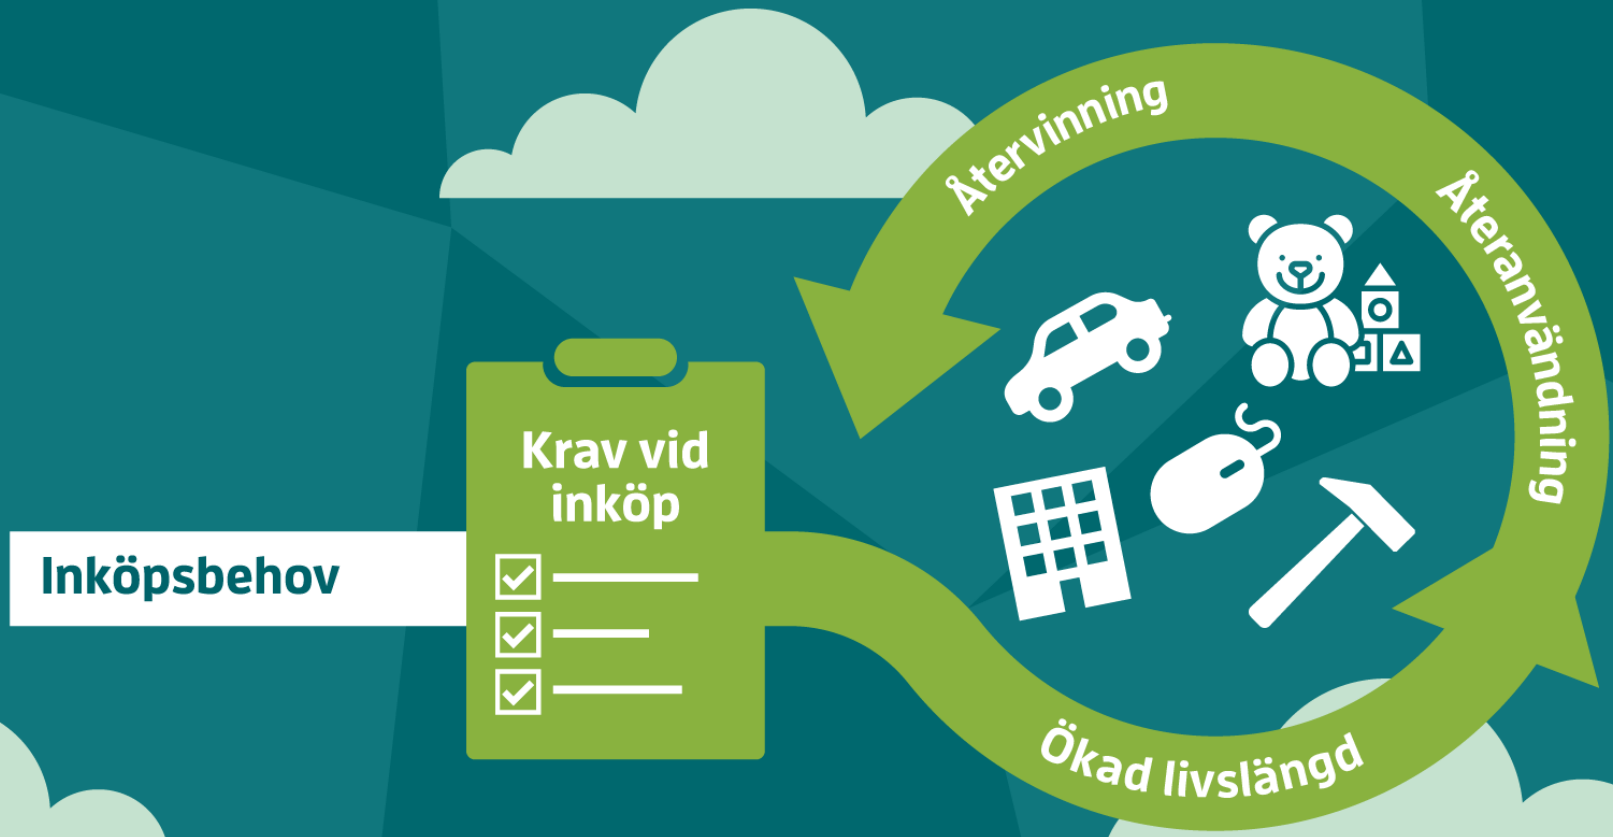 Inköpsbehov
Krav vid
inköp
Ökad livslängd
Återanvändning
Återvinning